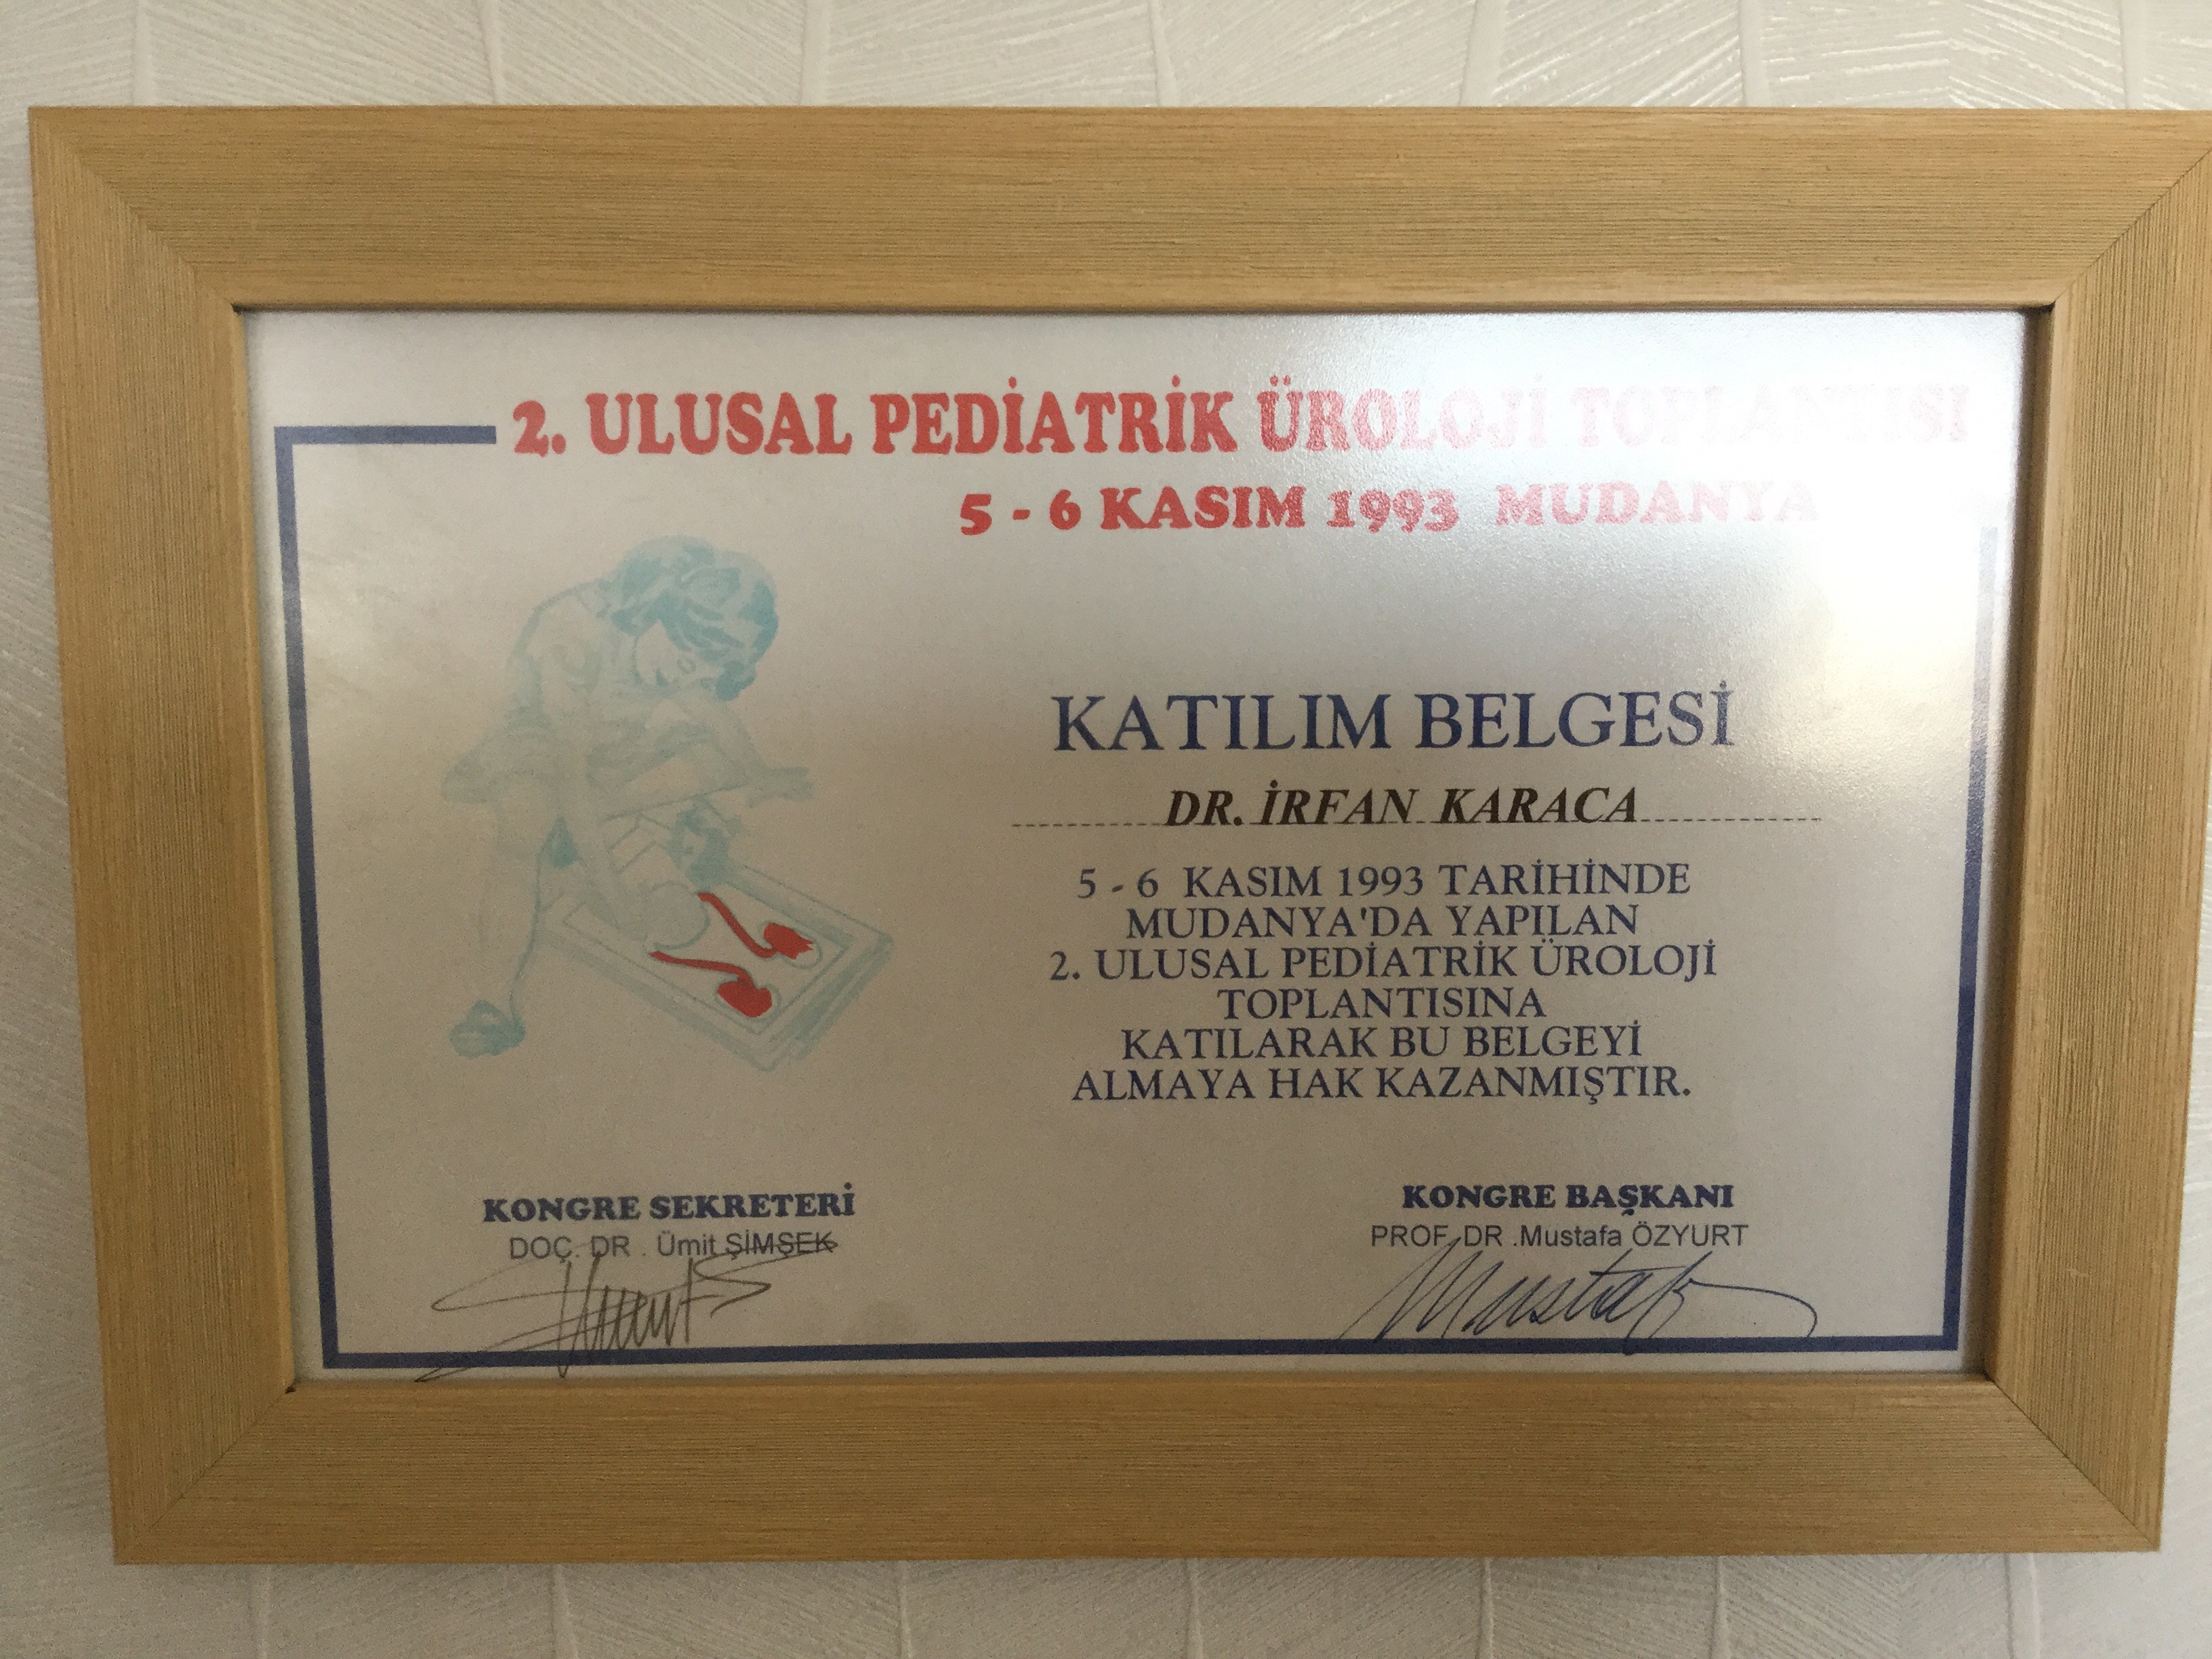 2. ULUSAL PEDİATRİK ÜROLOJİ TOPLANTISI
5 - 6 KASIM 1993 MUDANYA
KATILIM BELGESİ
DR. İRFAN KARACA
5 - 6 KASIM 1993 TARİHİNDE
MUDANYA'DA YAPILAN
2. ULUSAL PEDİATRİK ÜROLOJİ
TOPLANTISINA
KATILARAK BU BELGEYİ
ALMAYA HAK KAZANMIŞTIR.
KONGRE SEKRETERİ
DOÇ. DR . Ümit ŞİMŞEK
KONGRE BAŞKANI
PROF. DR .Mustafa ÖZYURT
Mustafa